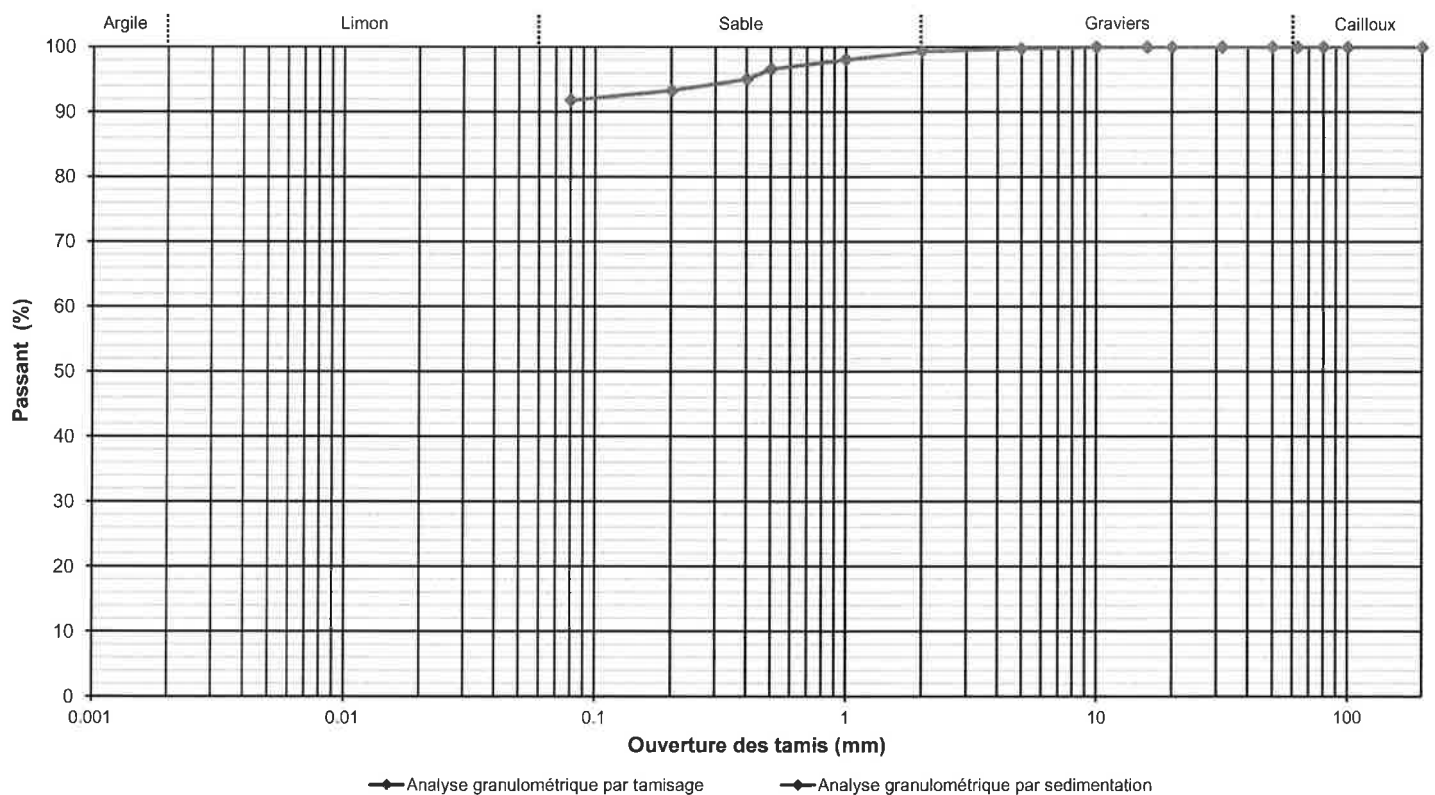 Argile Limon Sable Graviers Cailloux
100
90
80
70
60
50
40
30
20
10
0
Passant (%)
0.001 0.01 0.1 1 10 100
Ouverture des tamis (mm)
Analyse granulométrique par tamisage Analyse granulométrique par sedimentation